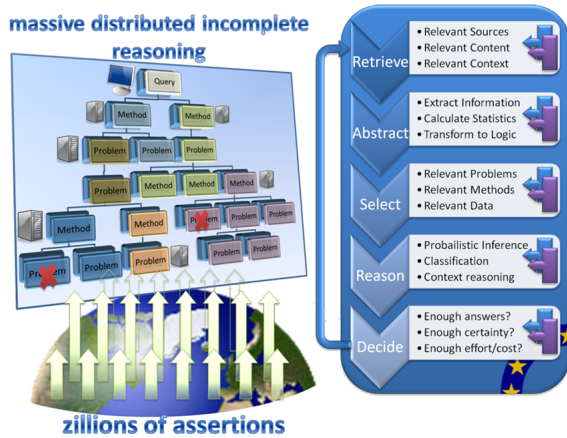 massive distributed incomplete
reasoning
Query
Method
Method
Problem
Problem
Problem
Problem
Method
Method
Method
Method
Method
Problem
Problem
Problem
Problem
Problem
Problem
Problem
Problem
zillions of assertions
Retrieve
• Relevant Sources
• Relevant Content
• Relevant Context
Abstract
• Extract Information
• Calculate Statistics
• Transform to Logic
Select
• Relevant Problems
• Relevant Methods
• Relevant Data
Reason
• Probailistic Inference
• Classification
• Context reasoning
Decide
• Enough answers?
• Enough certainty?
• Enough effort/cost?